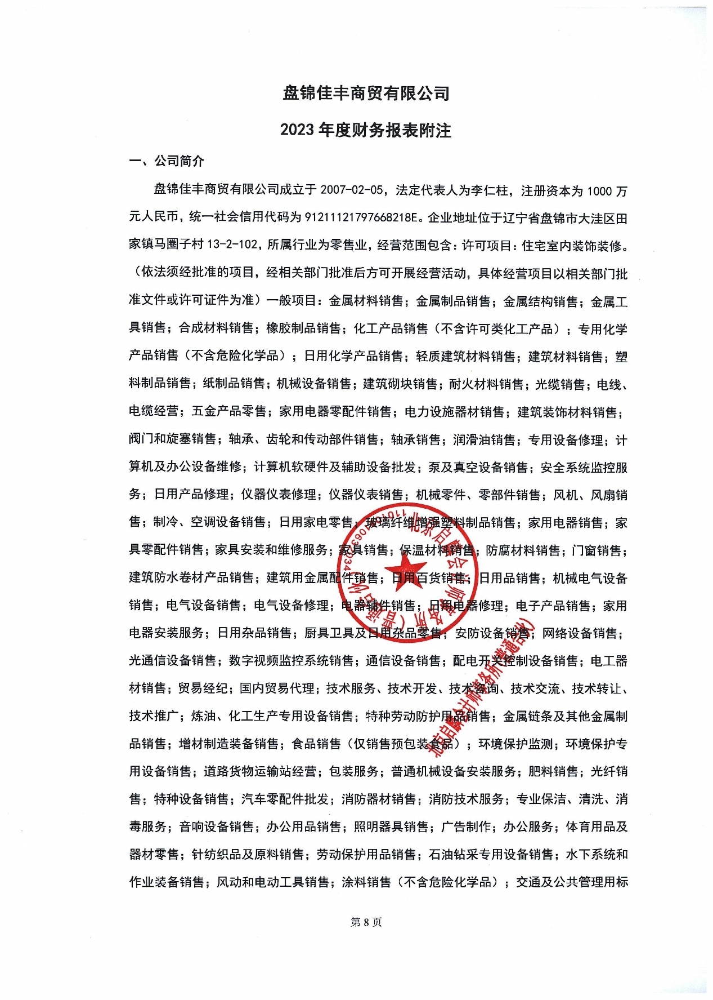 盘锦佳丰商贸有限公司
2023 年度财务报表附注
一、公司简介
盘锦佳丰商贸有限公司成立于 2007-02-05，法定代表人为李仁柱，注册资本为 1000 万
元人民币，统一社会信用代码为 91211121797668218E。企业地址位于辽宁省盘锦市大洼区田
家镇马圈子村 13-2-102，所属行业为零售业，经营范围包含：许可项目：住宅室内装饰装修。
（依法须经批准的项目，经相关部门批准后方可开展经营活动，具体经营项目以相关部门批
准文件或许可证件为准）一般项目：金属材料销售；金属制品销售；金属结构销售；金属工
具销售；合成材料销售；橡胶制品销售；化工产品销售（不含许可类化工产品）；专用化学
产品销售（不含危险化学品）；日用化学产品销售；轻质建筑材料销售；建筑材料销售；塑
料制品销售；纸制品销售；机械设备销售；建筑砌块销售；耐火材料销售；光缆销售；电线、
电缆经营；五金产品零售；家用电器零配件销售；电力设施器材销售；建筑装饰材料销售；
阀门和旋塞销售；轴承、齿轮和传动部件销售；轴承销售；润滑油销售；专用设备修理；计
算机及办公设备维修；计算机软硬件及辅助设备批发；泵及真空设备销售；安全系统监控服
务；日用产品修理；仪器仪表修理；仪器仪表销售；机械零件、零部件销售；风机、风扇销
售；制冷、空调设备销售；日用家电零售；玻璃纤维增强塑料制品销售；家用电器销售；家
具零配件销售；家具安装和维修服务；家具销售；保温材料销售；防腐材料销售；门窗销售；
建筑防水卷材产品销售；建筑用金属配件销售；日用百货销售；日用品销售；机械电气设备
销售；电气设备销售；电气设备修理；电器辅件销售；日用电器修理；电子产品销售；家用
电器安装服务；日用杂品销售；厨具卫具及日用杂品零售；安防设备销售；网络设备销售；
光通信设备销售；数字视频监控系统销售；通信设备销售；配电开关控制设备销售；电工器
材销售；贸易经纪；国内贸易代理；技术服务、技术开发、技术咨询、技术交流、技术转让、
技术推广；炼油、化工生产专用设备销售；特种劳动防护用品销售；金属链条及其他金属制
品销售；增材制造装备销售；食品销售（仅销售预包装食品）；环境保护监测；环境保护专
用设备销售；道路货物运输站经营；包装服务；普通机械设备安装服务；肥料销售；光纤销
售；特种设备销售；汽车零配件批发；消防器材销售；消防技术服务；专业保洁、清洗、消
毒服务；音响设备销售；办公用品销售；照明器具销售；广告制作；办公服务；体育用品及
器材零售；针纺织品及原料销售；劳动保护用品销售；石油钻采专用设备销售；水下系统和
作业装备销售；风动和电动工具销售；涂料销售（不含危险化学品）；交通及公共管理用标
北京启麟会计师事务所（普通合伙）
北京启麟会计师事务所（普通合伙）
第 8 页